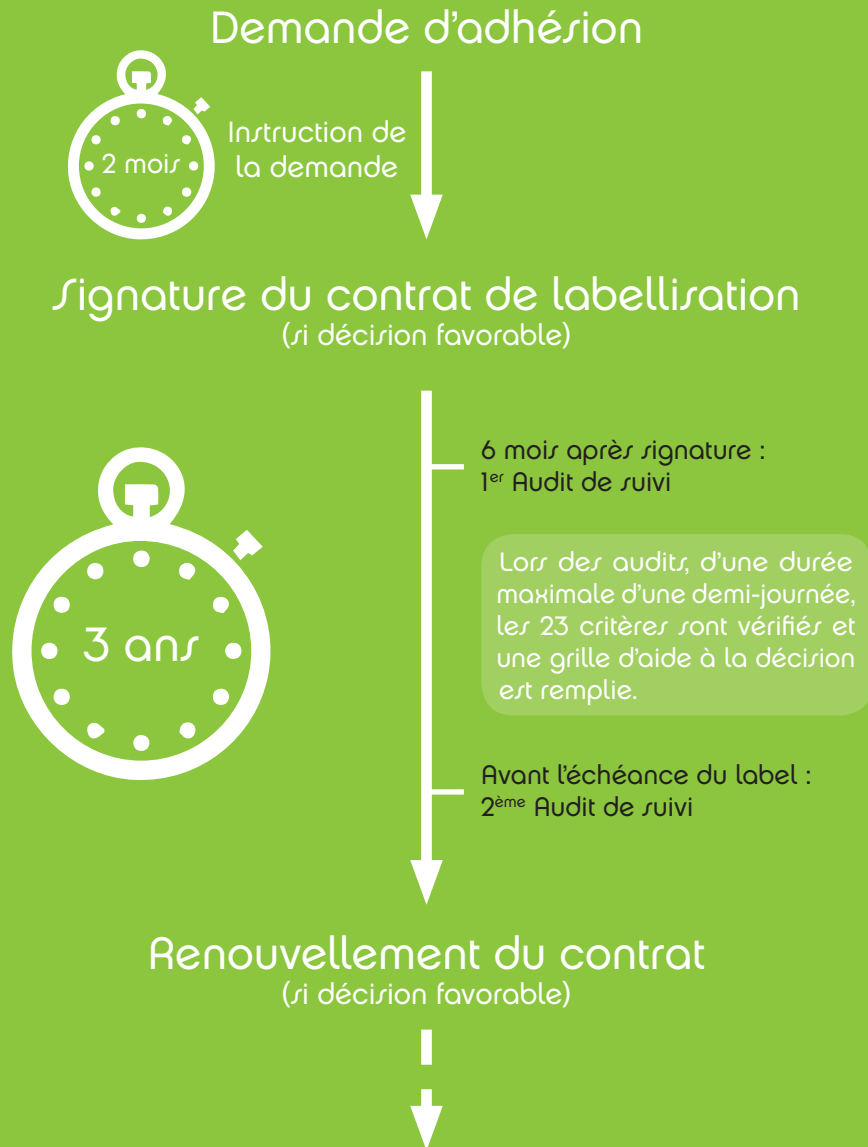 Demande d'adhésion
2 mois
Instruction de
la demande
Signature du contrat de labellisation
(si décision favorable)
6 mois après signature :
1er Audit de suivi
Lors des audits, d'une durée
maximale d'une demi-journée,
les 23 critères sont vérifiés et
une grille d'aide à la décision
est remplie.
3 ans
Avant l'échéance du label :
2ème Audit de suivi
Renouvellement du contrat
(si décision favorable)